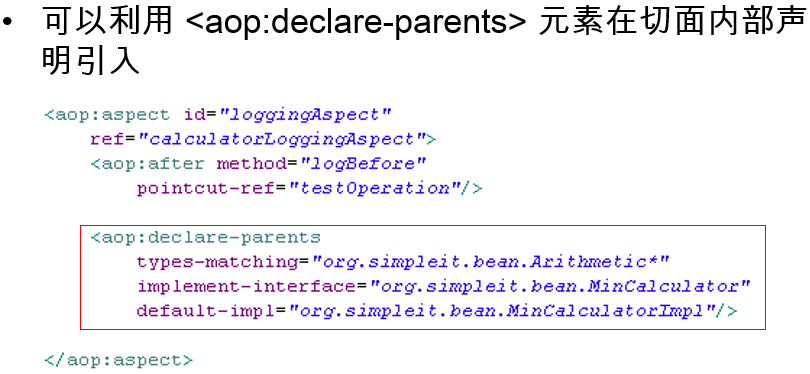 • 可以利用 <aop:declare-parents> 元素在切面内部声
明引入
<aop:aspect id="loggingAspect"
ref="calculatorLoggingAspect">
<aop:after method="logBefore"
pointcut-ref="testOperation"/>
<aop:declare-parents
types-matching="org.simpleit.bean.Arithmetic*"
implement-interface="org.simpleit.bean.MinCalculator"
default-impl="org.simpleit.bean.MinCalculatorImpl"/>
</aop:aspect>